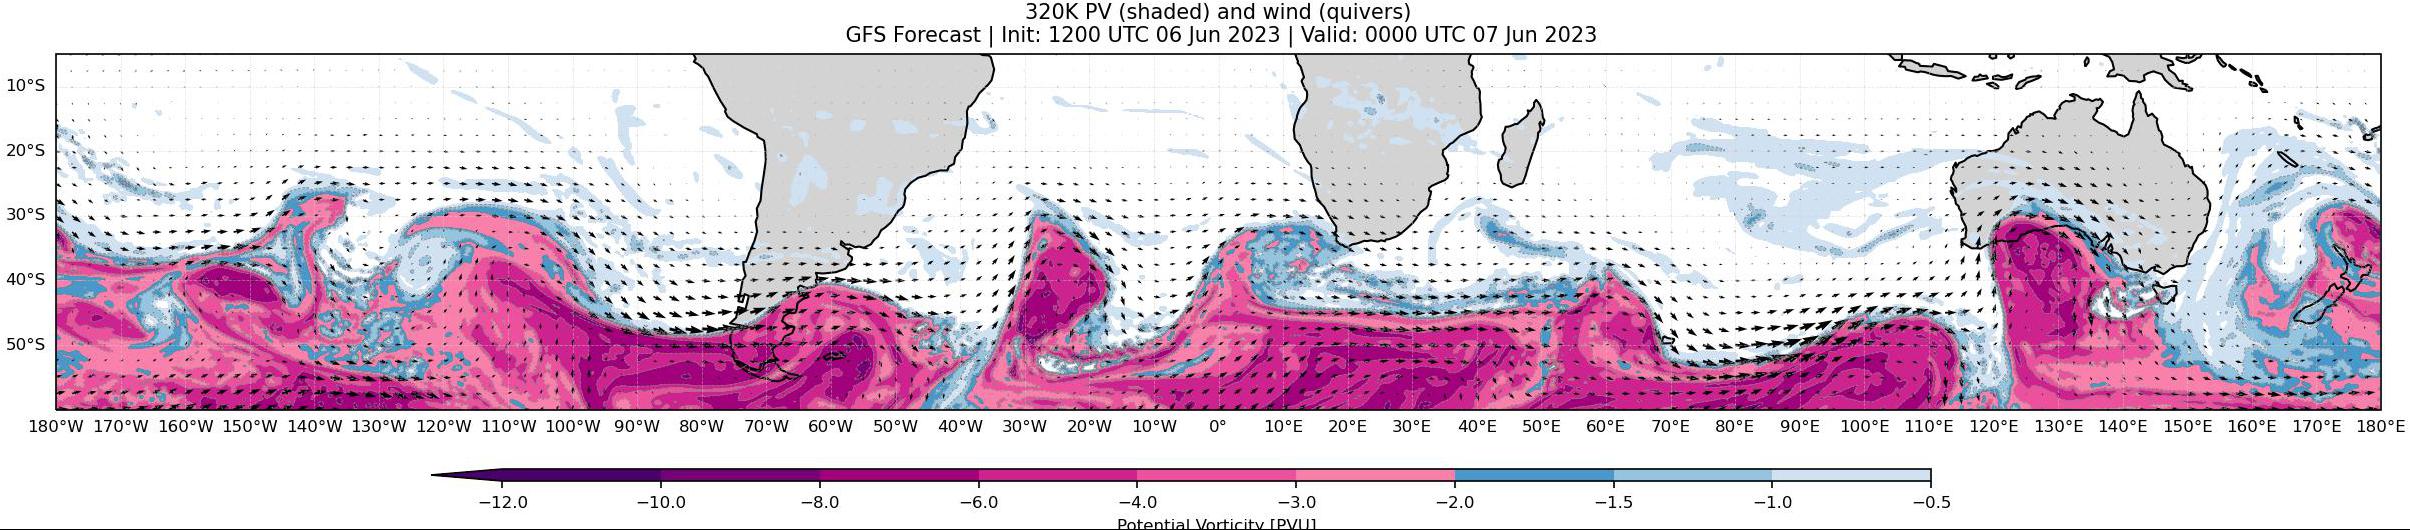 320K PV (shaded) and wind (quivers)
GFS Forecast | Init: 1200 UTC 06 Jun 2023 | Valid: 0000 UTC 07 Jun 2023
10°S
20°S
30°S
40°S
50°S
180°W 170°W 160°W 150°W 140°W 130°W 120°W 110°W 100°W 90°W 80°W 70°W 60°W 50°W 40°W 30°W 20°W 10°W 0° 10°E 20°E 30°E 40°E 50°E 60°E 70°E 80°E 90°E 100°E 110°E 120°E 130°E 140°E 150°E 160°E 170°E 180°E
−12.0 −10.0 −8.0 −6.0 −4.0 −3.0 −2.0 −1.5 −1.0 −0.5
Potential Vorticity [PVU]